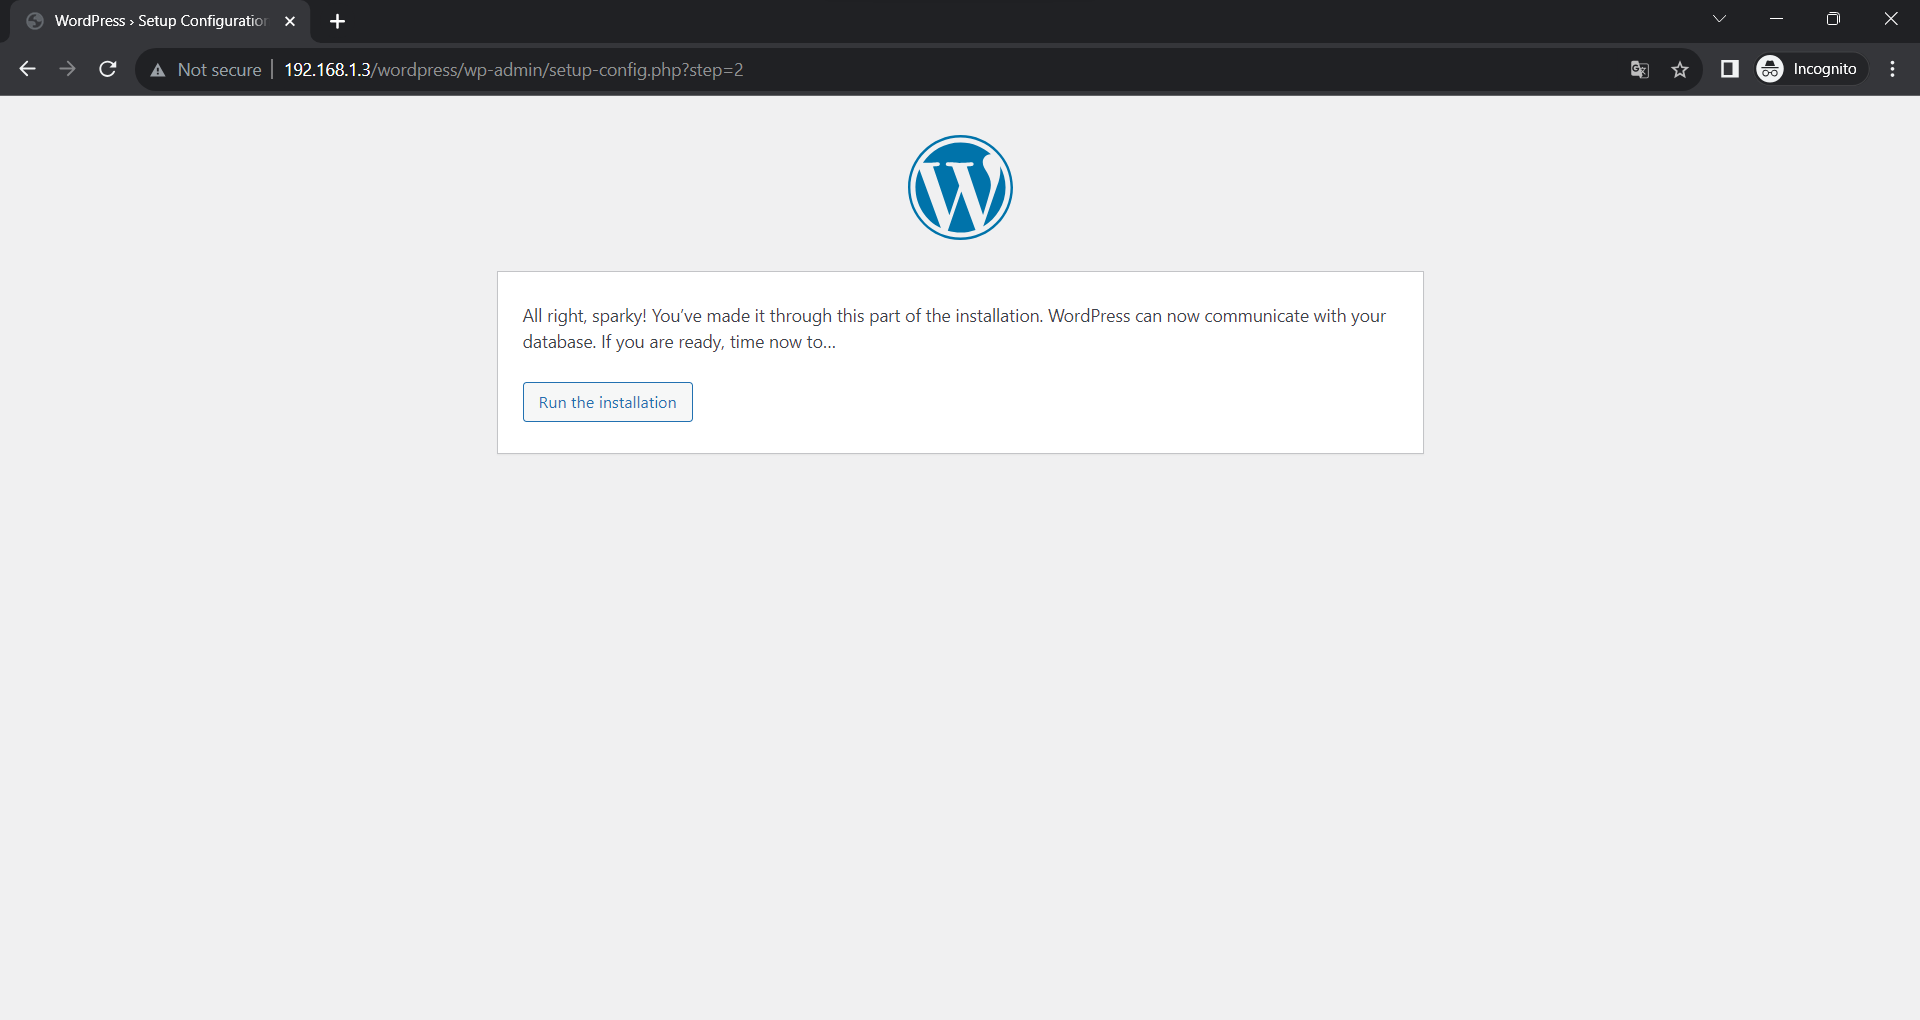 WordPress › Setup Configuration
Not secure
192.168.1.3/wordpress/wp-admin/setup-config.php?step=2
Incognito
All right, sparky! You’ve made it through this part of the installation. WordPress can now communicate with your
database. If you are ready, time now to…
Run the installation